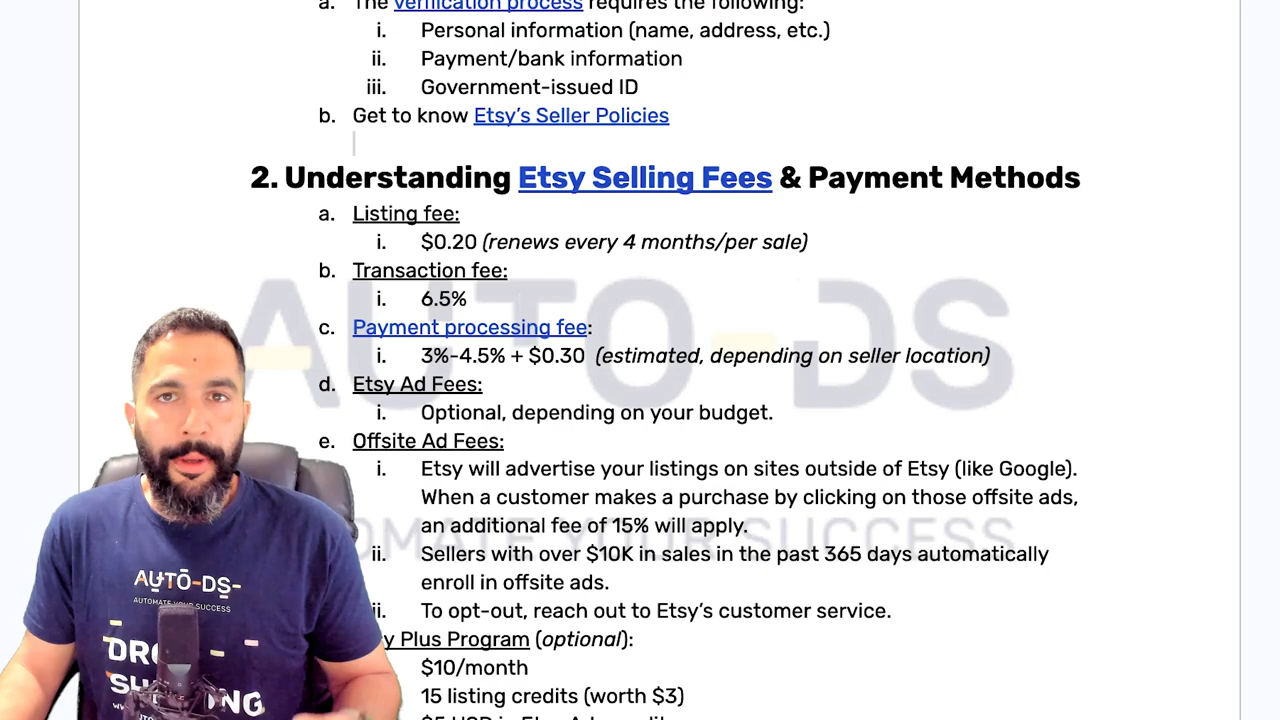 a. The verification process requires the following:
i. Personal information (name, address, etc.)
ii. Payment/bank information
iii. Government-issued ID
b. Get to know Etsy's Seller Policies
2. Understanding Etsy Selling Fees & Payment Methods
a. Listing fee:
i. $0.20 (renews every 4 months/per sale)
b. Transaction fee:
i. 6.5%
c. Payment processing fee:
i. 3%-4.5% + $0.30 (estimated, depending on seller location)
d. Etsy Ad Fees:
i. Optional, depending on your budget.
e. Offsite Ad Fees:
i. Etsy will advertise your listings on sites outside of Etsy (like Google).
When a customer makes a purchase by clicking on those offsite ads,
an additional fee of 15% will apply.
ii. Sellers with over $10K in sales in the past 365 days automatically
enroll in offsite ads.
ii. To opt-out, reach out to Etsy's customer service.
y Plus Program (optional):
$10/month
15 listing credits (worth $3)
AUTO-DS
AUTŌ-DS-
AUTOMATE YOUR SUCCESS